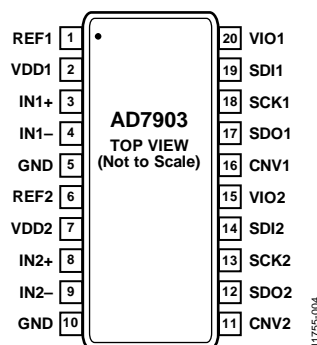 REF1 1
VDD1 2
IN1+ 3
IN1– 4
GND 5
REF2 6
VDD2 7
IN2+ 8
IN2– 9
GND 10
AD7903
TOP VIEW
(Not to Scale)
20 VIO1
19 SDI1
18 SCK1
17 SDO1
16 CNV1
15 VIO2
14 SDI2
13 SCK2
12 SDO2
11 CNV2